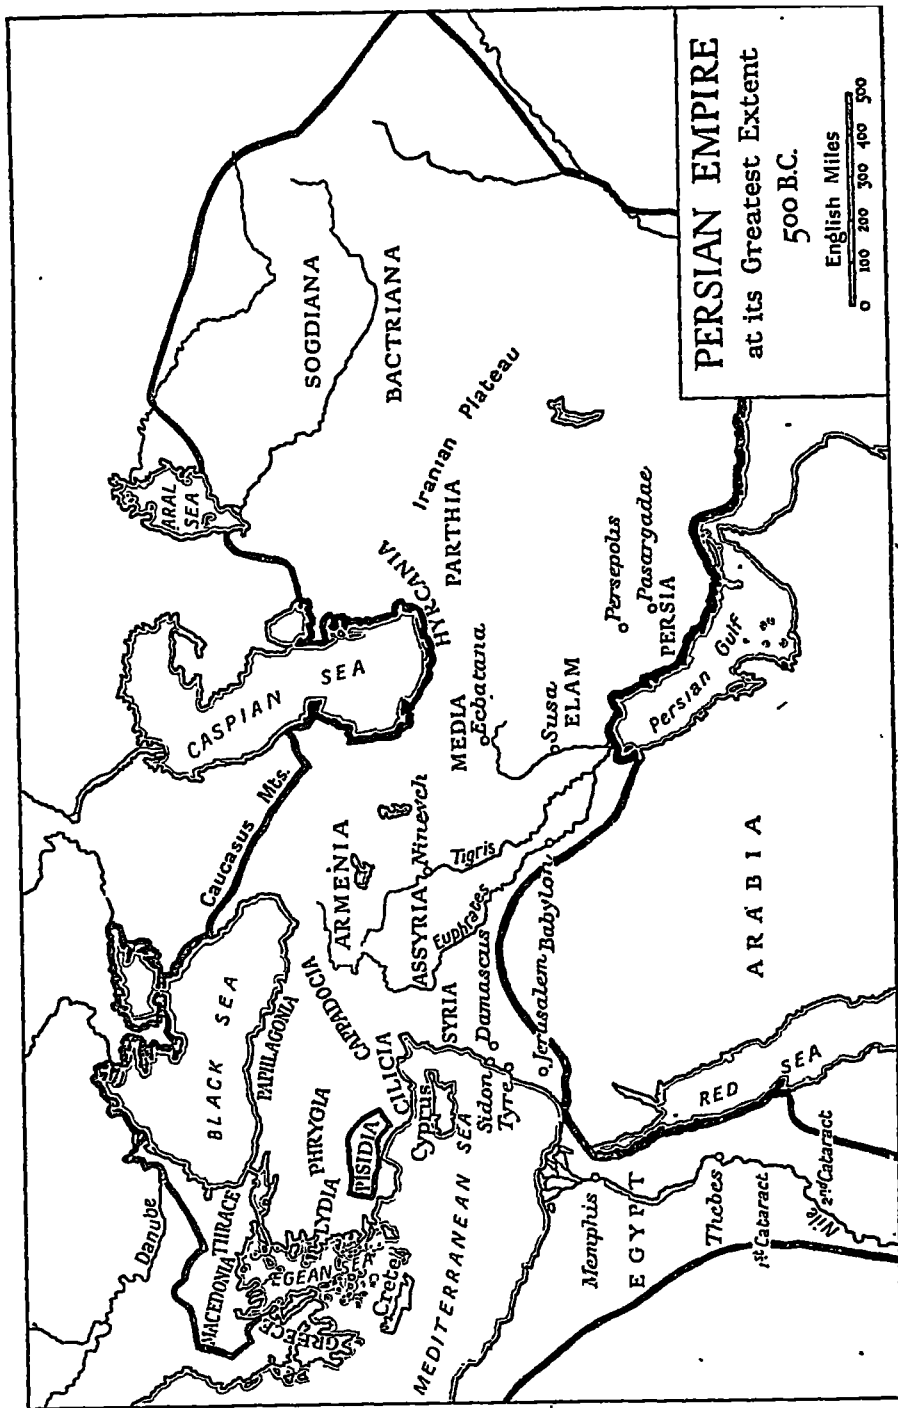 PERSIAN EMPIRE
at its Greatest Extent
500 B.C.
English Miles
0 100 200 300 400 500
Danube
MACEDONIA
THRACE
GREECE
ÆGEAN
SEA
Crete
BLACK SEA
Caucasus Mts.
CASPIAN SEA
ARAL
SEA
SOGDIANA
BACTRIANA
PAPHLAGONIA
PHRYGIA
LYDIA
PISIDIA
CAPPADOCIA
CILICIA
ARMENIA
ASSYRIA
Nineveh
Tigris
Euphrates
MEDIA
Ecbatana
HYRCANIA
PARTHIA
Iranian Plateau
Cyprus
SYRIA
Damascus
Sidon
Tyre
Jerusalem
Babylon
Susa
ELAM
Persepolis
Pasargadae
PERSIA
Persian Gulf
MEDITERRANEAN SEA
Memphis
EGYPT
Thebes
1st Cataract
Nile
2nd Cataract
RED SEA
ARABIA